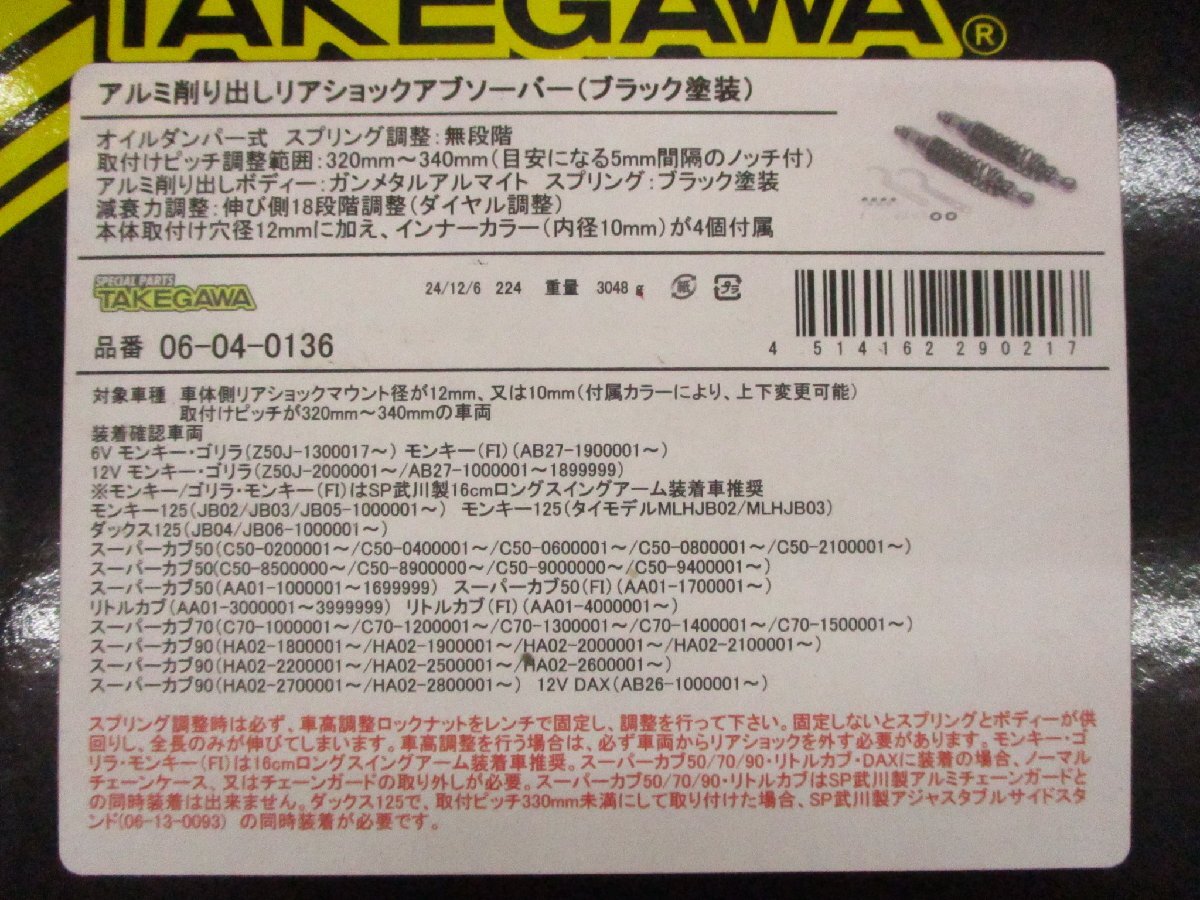 TAKEGAWA®
アルミ削り出しリアショックアブソーバー(ブラック塗装)
オイルダンパー式 スプリング調整:無段階
取付けピッチ調整範囲:320mm～340mm(目安になる5mm間隔のノッチ付)
アルミ削り出しボディー:ガンメタルアルマイト スプリング:ブラック塗装
減衰力調整:伸び側18段階調整(ダイヤル調整)
本体取付け穴径12mmに加え、インナーカラー(内径10mm)が4個付属
SPECIAL PARTS
TAKEGAWA
24/12/6 224 重量 3048 g 紙 プラ
品番 06-04-0136
4 514162 290217
対象車種 車体側リアショックマウント径が12mm、又は10mm(付属カラーにより、上下変更可能)
取付けピッチが320mm～340mmの車両
装着確認車両
6V モンキー・ゴリラ(Z50J-1300017～) モンキー(FI)(AB27-1900001～)
12V モンキー・ゴリラ(Z50J-2000001～/AB27-1000001～1899999)
※モンキー/ゴリラ・モンキー(FI)はSP武川製16cmロングスイングアーム装着車推奨
モンキー125(JB02/JB03/JB05-1000001～) モンキー125(タイモデルMLHJB02/MLHJB03)
ダックス125(JB04/JB06-1000001～)
スーパーカブ50(C50-0200001～/C50-0400001～/C50-0600001～/C50-0800001～/C50-2100001～)
スーパーカブ50(C50-8500000～/C50-8900000～/C50-9000000～/C50-9400001～)
スーパーカブ50(AA01-1000001～1699999) スーパーカブ50(FI)(AA01-1700001～)
リトルカブ(AA01-3000001～3999999) リトルカブ(FI)(AA01-4000001～)
スーパーカブ70(C70-1000001～/C70-1200001～/C70-1300001～/C70-1400001～/C70-1500001～)
スーパーカブ90(HA02-1800001～/HA02-1900001～/HA02-2000001～/HA02-2100001～)
スーパーカブ90(HA02-2200001～/HA02-2500001～/HA02-2600001～)
スーパーカブ90(HA02-2700001～/HA02-2800001～) 12V DAX(AB26-1000001～)
スプリング調整時は必ず、車高調整ロックナットをレンチで固定し、調整を行って下さい。固定しないとスプリングとボディーが供
回りし、全長のみが伸びてしまいます。車高調整を行う場合は、必ず車両からリアショックを外す必要があります。モンキー・ゴ
リラ・モンキー(FI)は16cmロングスイングアーム装着車推奨。スーパーカブ50/70/90・リトルカブ・DAXに装着の場合、ノーマル
チェーンケース、又はチェーンガードの取り外しが必要。スーパーカブ50/70/90・リトルカブはSP武川製アルミチェーンガードと
の同時装着は出来ません。ダックス125で、取付ピッチ330mm未満にして取り付けた場合、SP武川製アジャスタブルサイドスタ
ンド(06-13-0093) の同時装着が必要です。